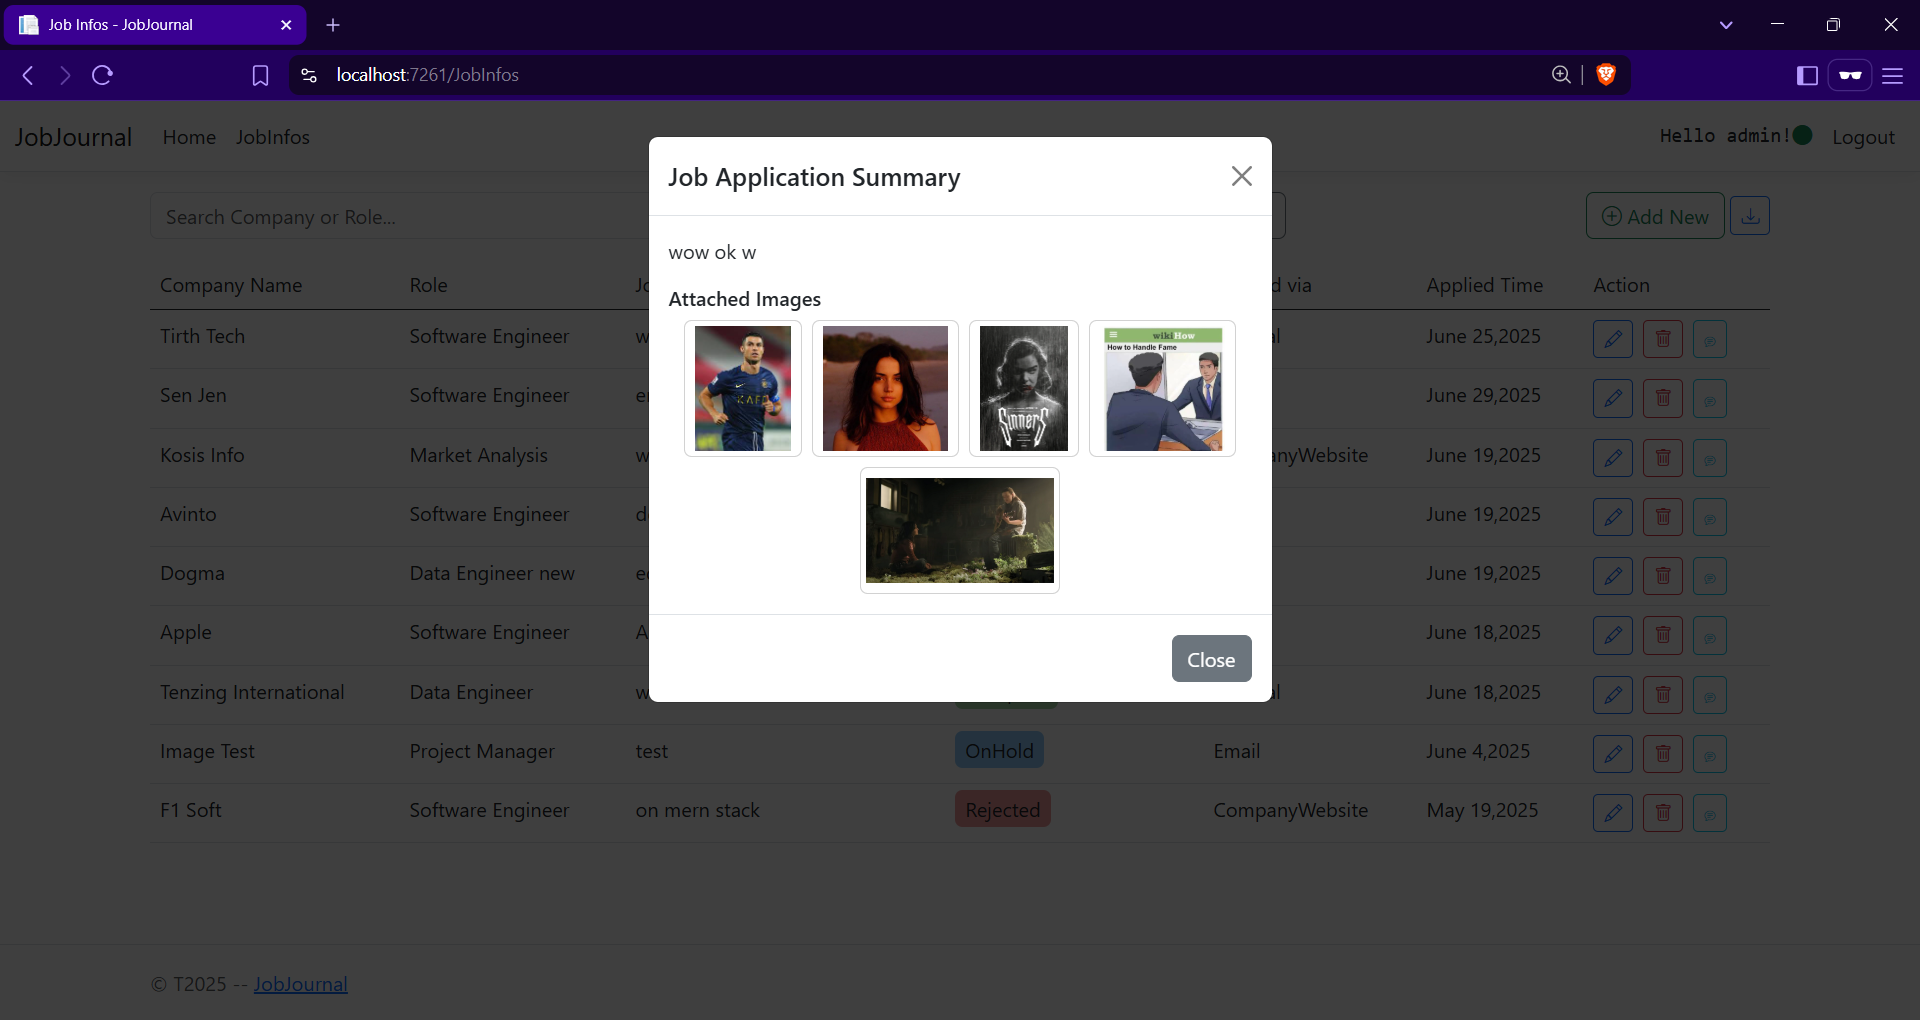 Job Infos - JobJournal
localhost:7261/JobInfos
JobJournal Home JobInfos Hello admin! Logout
Search Company or Role... Add New
Company Name Role d via Applied Time Action
Tirth Tech Software Engineer w al June 25,2025
Sen Jen Software Engineer June 29,2025
Kosis Info Market Analysis w anyWebsite June 19,2025
Avinto Software Engineer June 19,2025
Dogma Data Engineer new June 19,2025
Apple Software Engineer A June 18,2025
Tenzing International Data Engineer w al June 18,2025
Image Test Project Manager test OnHold Email June 4,2025
F1 Soft Software Engineer on mern stack Rejected CompanyWebsite May 19,2025
© T2025 -- JobJournal
Job Application Summary
wow ok w
Attached Images
KAFD
SINNERS
wikiHow
How to Handle Fame
Close